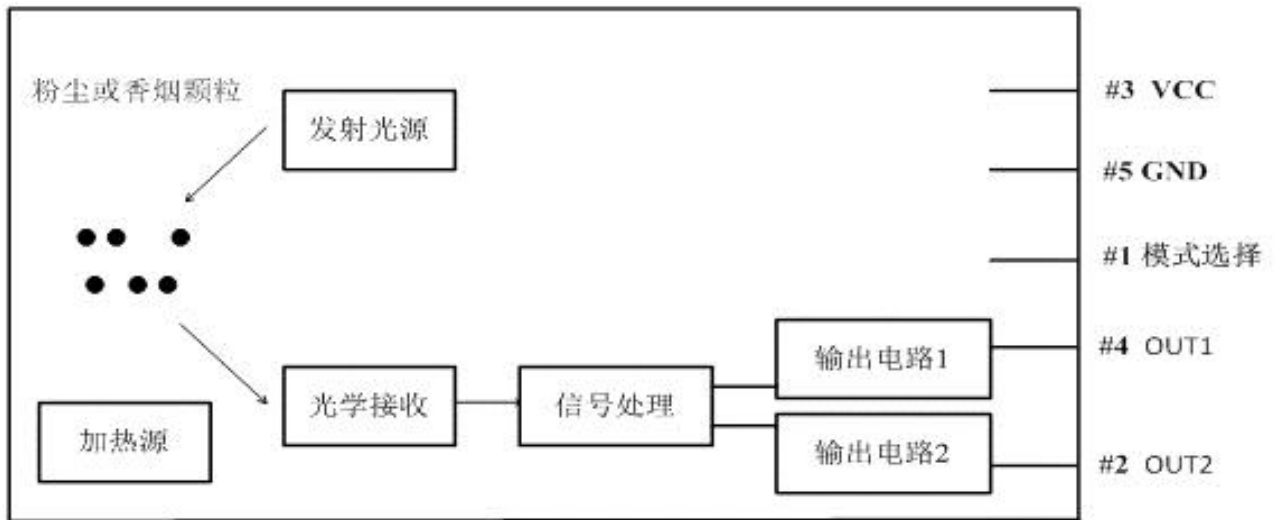 粉尘或香烟颗粒
发射光源
#3 VCC
#5 GND
#1 模式选择
输出电路1
#4 OUT1
光学接收
信号处理
加热源
输出电路2
#2 OUT2